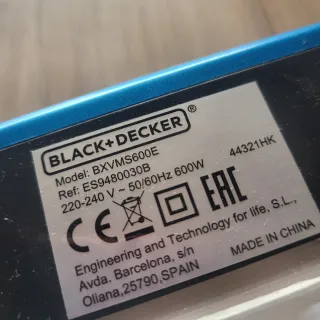 BLACK+DECKER®
Model: BXVMS600E
Ref: ES9480030B 44321HK
220-240 V ~ 50/60Hz 600W
CE EAC
Engineering and Technology for life, S.L.,
Avda. Barcelona, s/n
Oliana,25790,SPAIN MADE IN CHINA